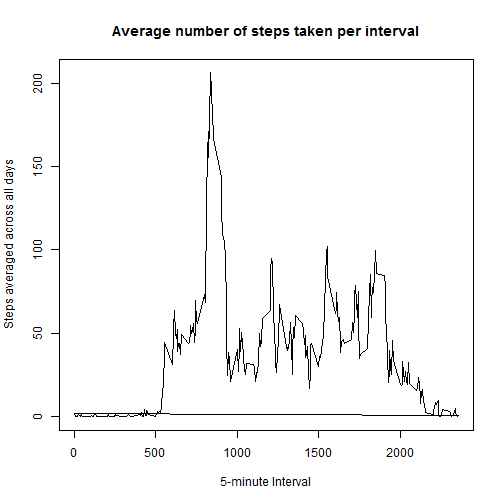 Average number of steps taken per interval
Steps averaged across all days
200
150
100
50
0
0 500 1000 1500 2000
5-minute Interval